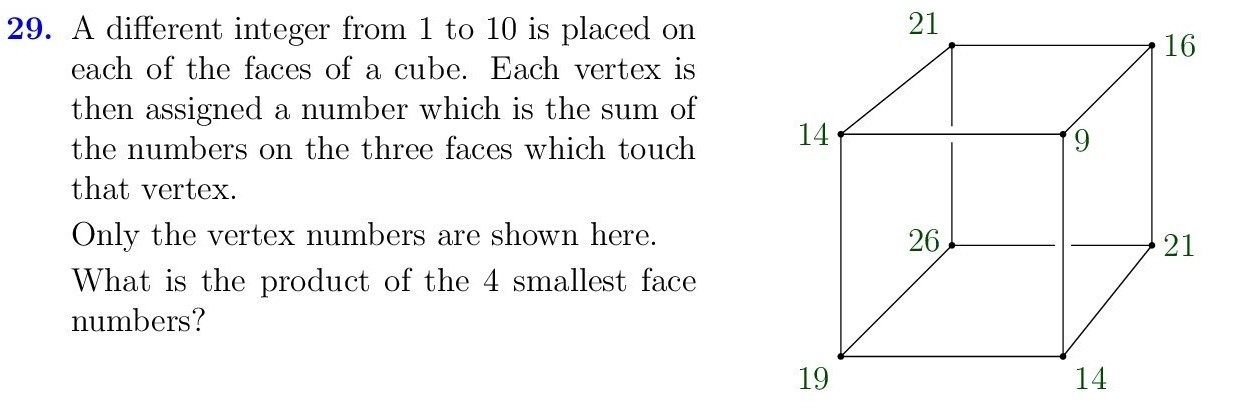 29. A different integer from 1 to 10 is placed on
each of the faces of a cube. Each vertex is
then assigned a number which is the sum of
the numbers on the three faces which touch
that vertex.
Only the vertex numbers are shown here.
What is the product of the 4 smallest face
numbers?
21
16
14
9
26
21
19
14